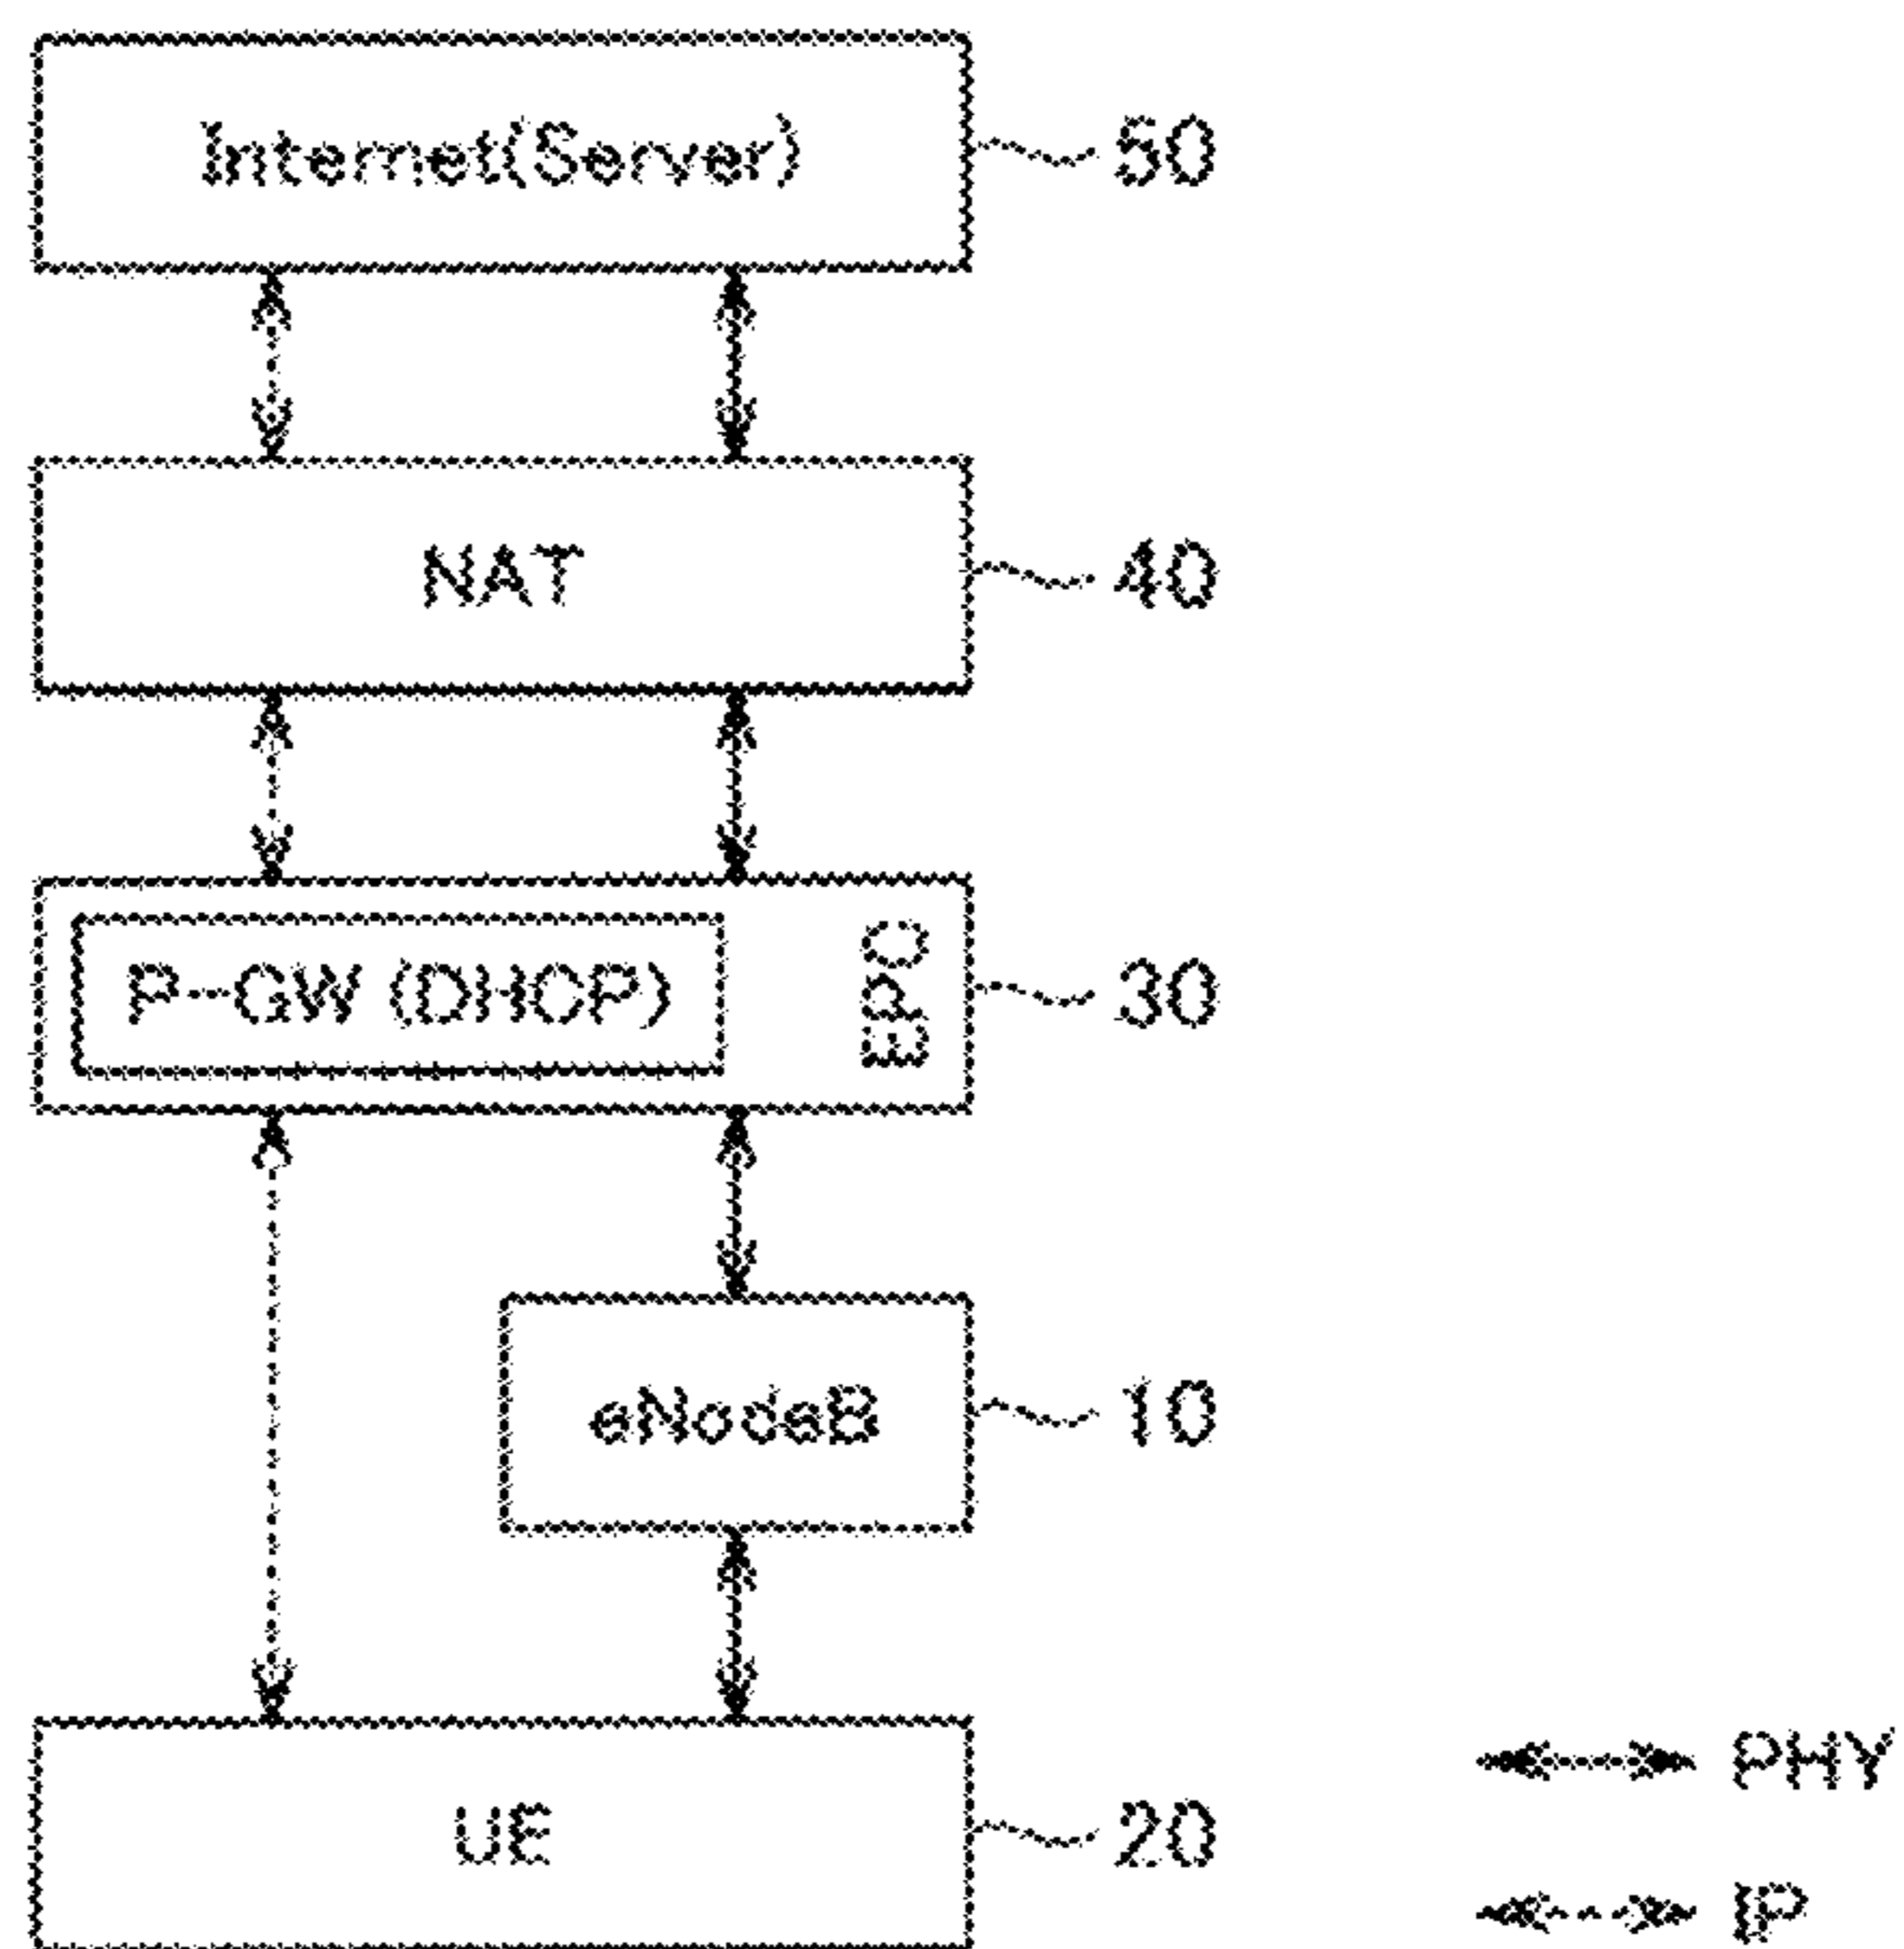 Internet(Server)
50
NAT
40
P-GW (DHCP)
EPC
30
eNodeB
10
UE
20
PHY
IP